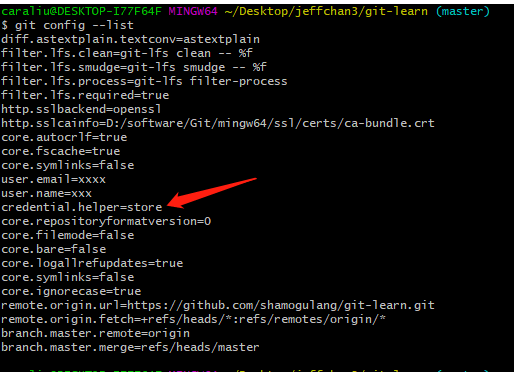 caraliu@DESKTOP-I77F64F MINGW64 ~/Desktop/jeffchan3/git-learn (master)
$ git config --list
diff.astextplain.textconv=astextplain
filter.lfs.clean=git-lfs clean -- %f
filter.lfs.smudge=git-lfs smudge -- %f
filter.lfs.process=git-lfs filter-process
filter.lfs.required=true
http.sslbackend=openssl
http.sslcainfo=D:/software/Git/mingw64/ssl/certs/ca-bundle.crt
core.autocrlf=true
core.fscache=true
core.symlinks=false
user.email=xxxx
user.name=xxx
credential.helper=store
core.repositoryformatversion=0
core.filemode=false
core.bare=false
core.logallrefupdates=true
core.symlinks=false
core.ignorecase=true
remote.origin.url=https://github.com/shamogulang/git-learn.git
remote.origin.fetch=+refs/heads/*:refs/remotes/origin/*
branch.master.remote=origin
branch.master.merge=refs/heads/master